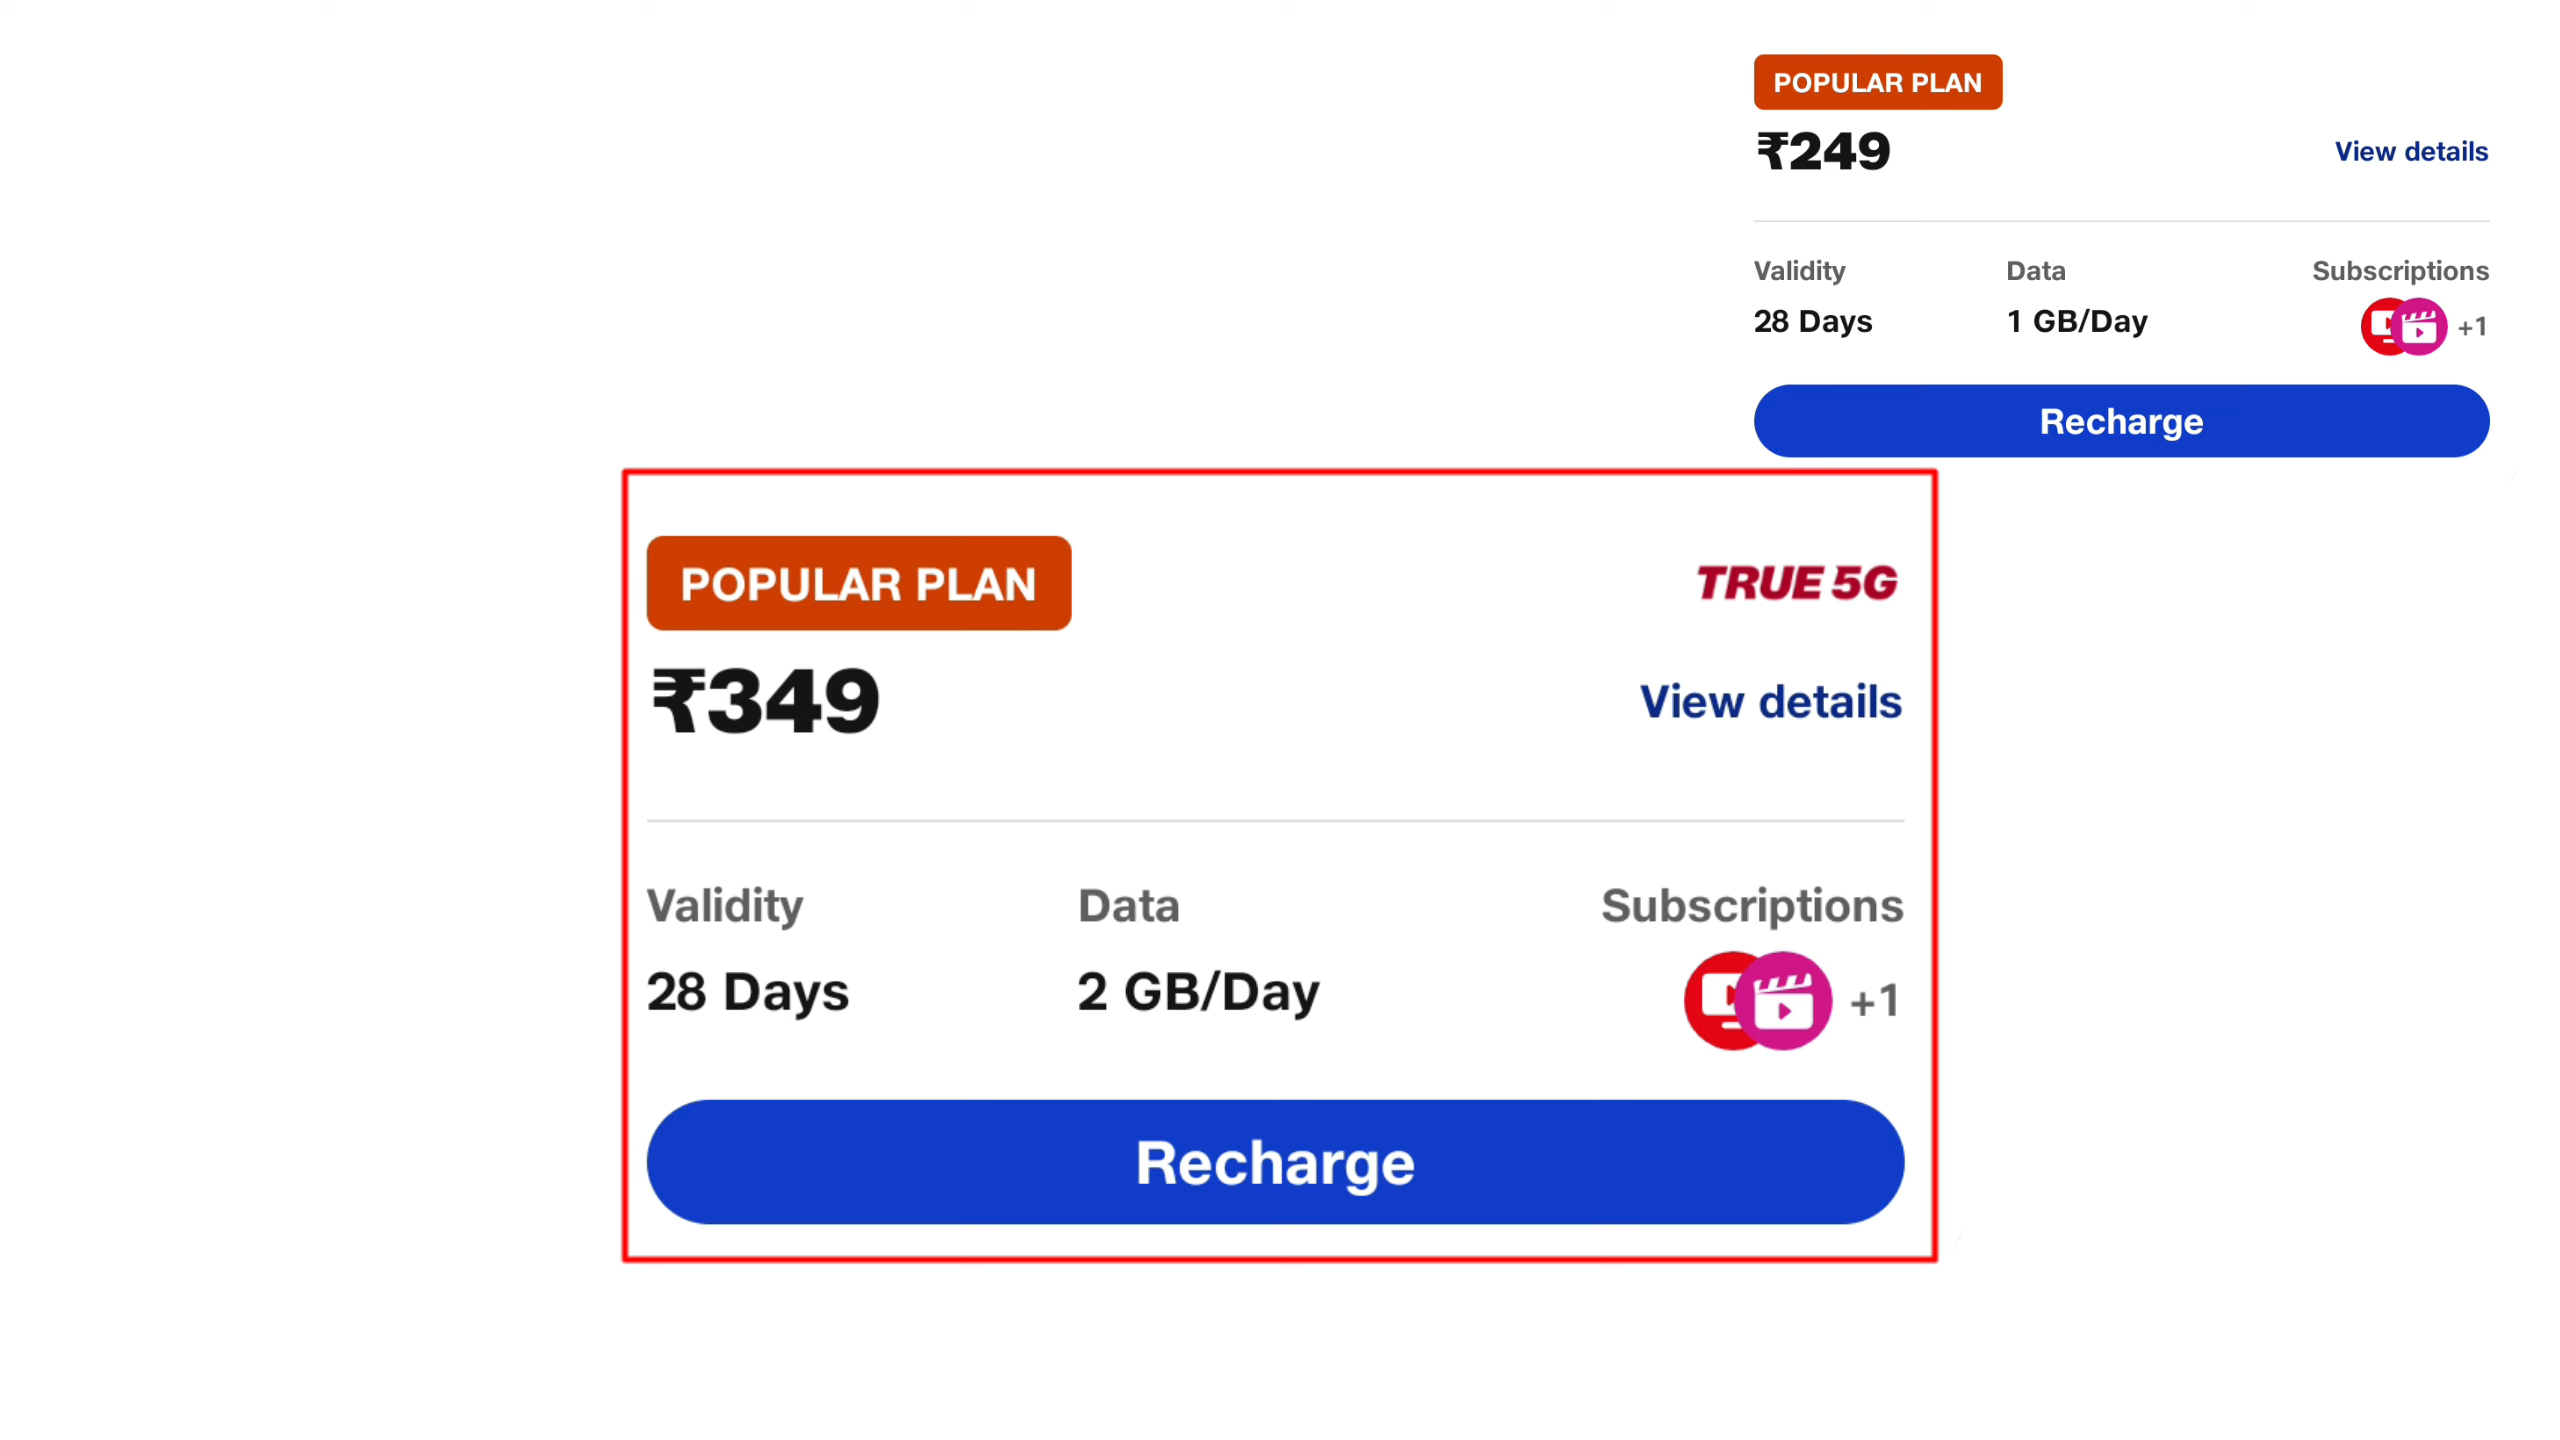 POPULAR PLAN
₹249 View details
Validity Data Subscriptions
28 Days 1 GB/Day +1
Recharge
POPULAR PLAN TRUE 5G
₹349 View details
Validity Data Subscriptions
28 Days 2 GB/Day +1
Recharge